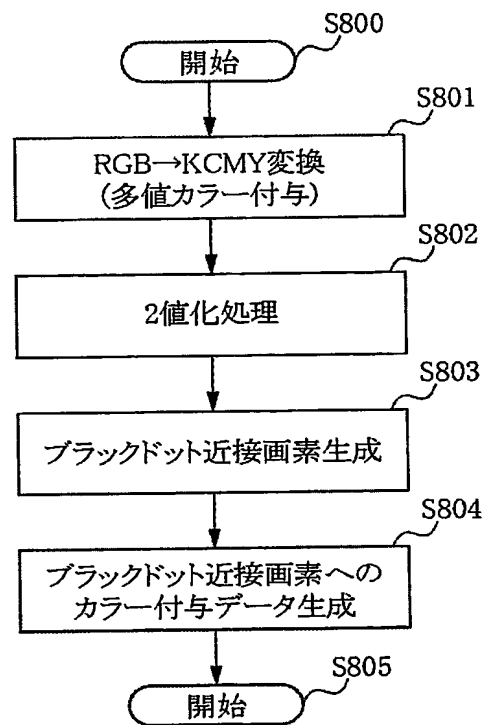 S800
開始
S801
RGB→KCMY変換
(多値カラー付与)
S802
2値化処理
S803
ブラックドット近接画素生成
S804
ブラックドット近接画素への
カラー付与データ生成
S805
開始